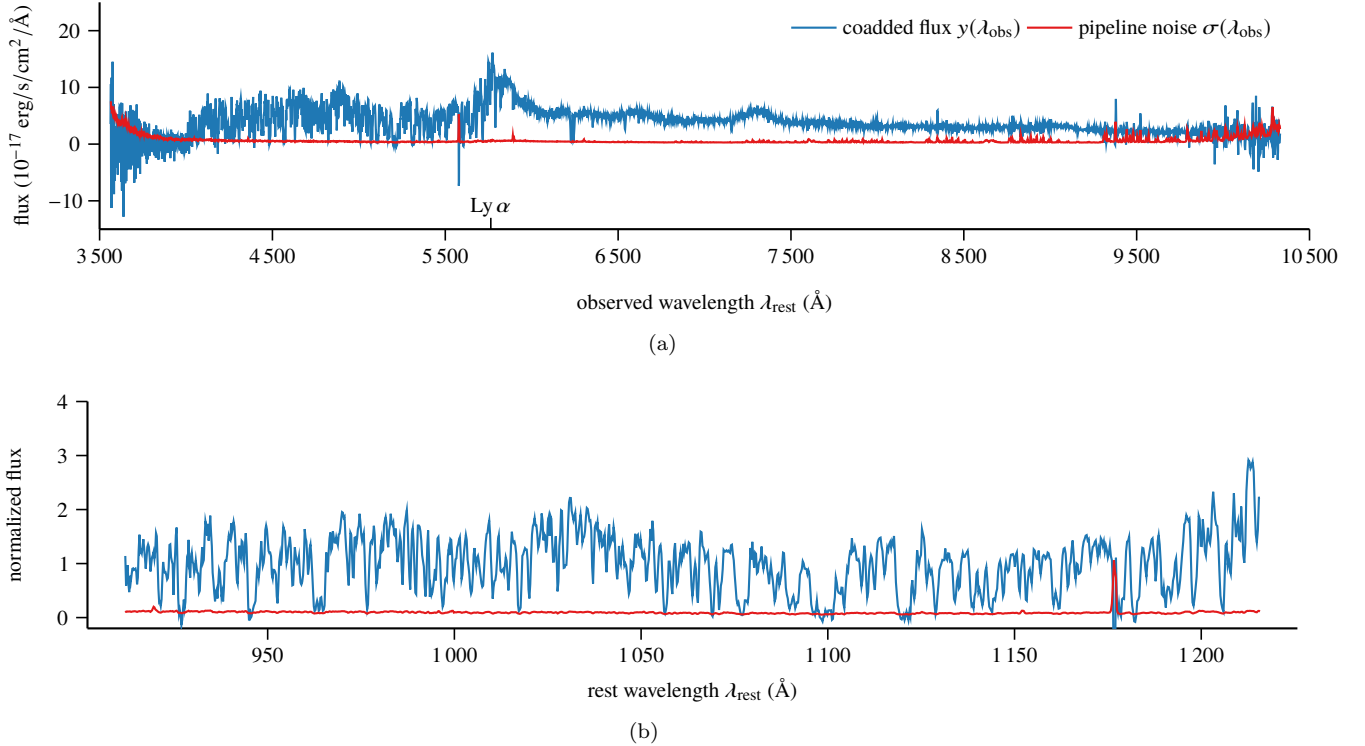 20
10
0
−10
flux (10⁻¹⁷ erg/s/cm²/Å)
coadded flux y(λobs)
pipeline noise σ(λobs)
Ly α
3 500 4 500 5 500 6 500 7 500 8 500 9 500 10 500
observed wavelength λrest (Å)
(a)
4
3
2
1
0
normalized flux
950 1 000 1 050 1 100 1 150 1 200
rest wavelength λrest (Å)
(b)